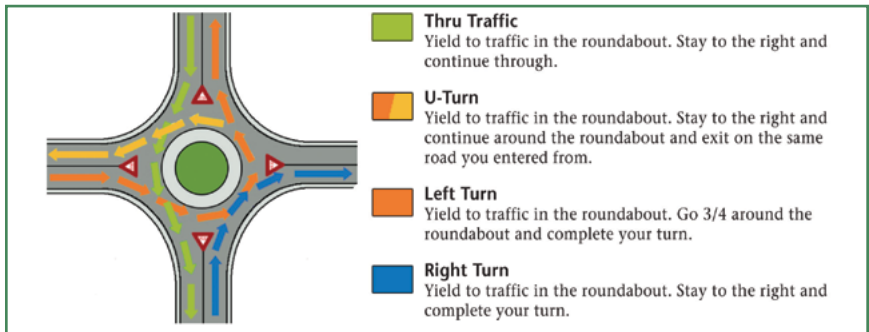 Thru Traffic
Yield to traffic in the roundabout. Stay to the right and
continue through.
U-Turn
Yield to traffic in the roundabout. Stay to the right and
continue around the roundabout and exit on the same
road you entered from.
Left Turn
Yield to traffic in the roundabout. Go 3/4 around the
roundabout and complete your turn.
Right Turn
Yield to traffic in the roundabout. Stay to the right and
complete your turn.